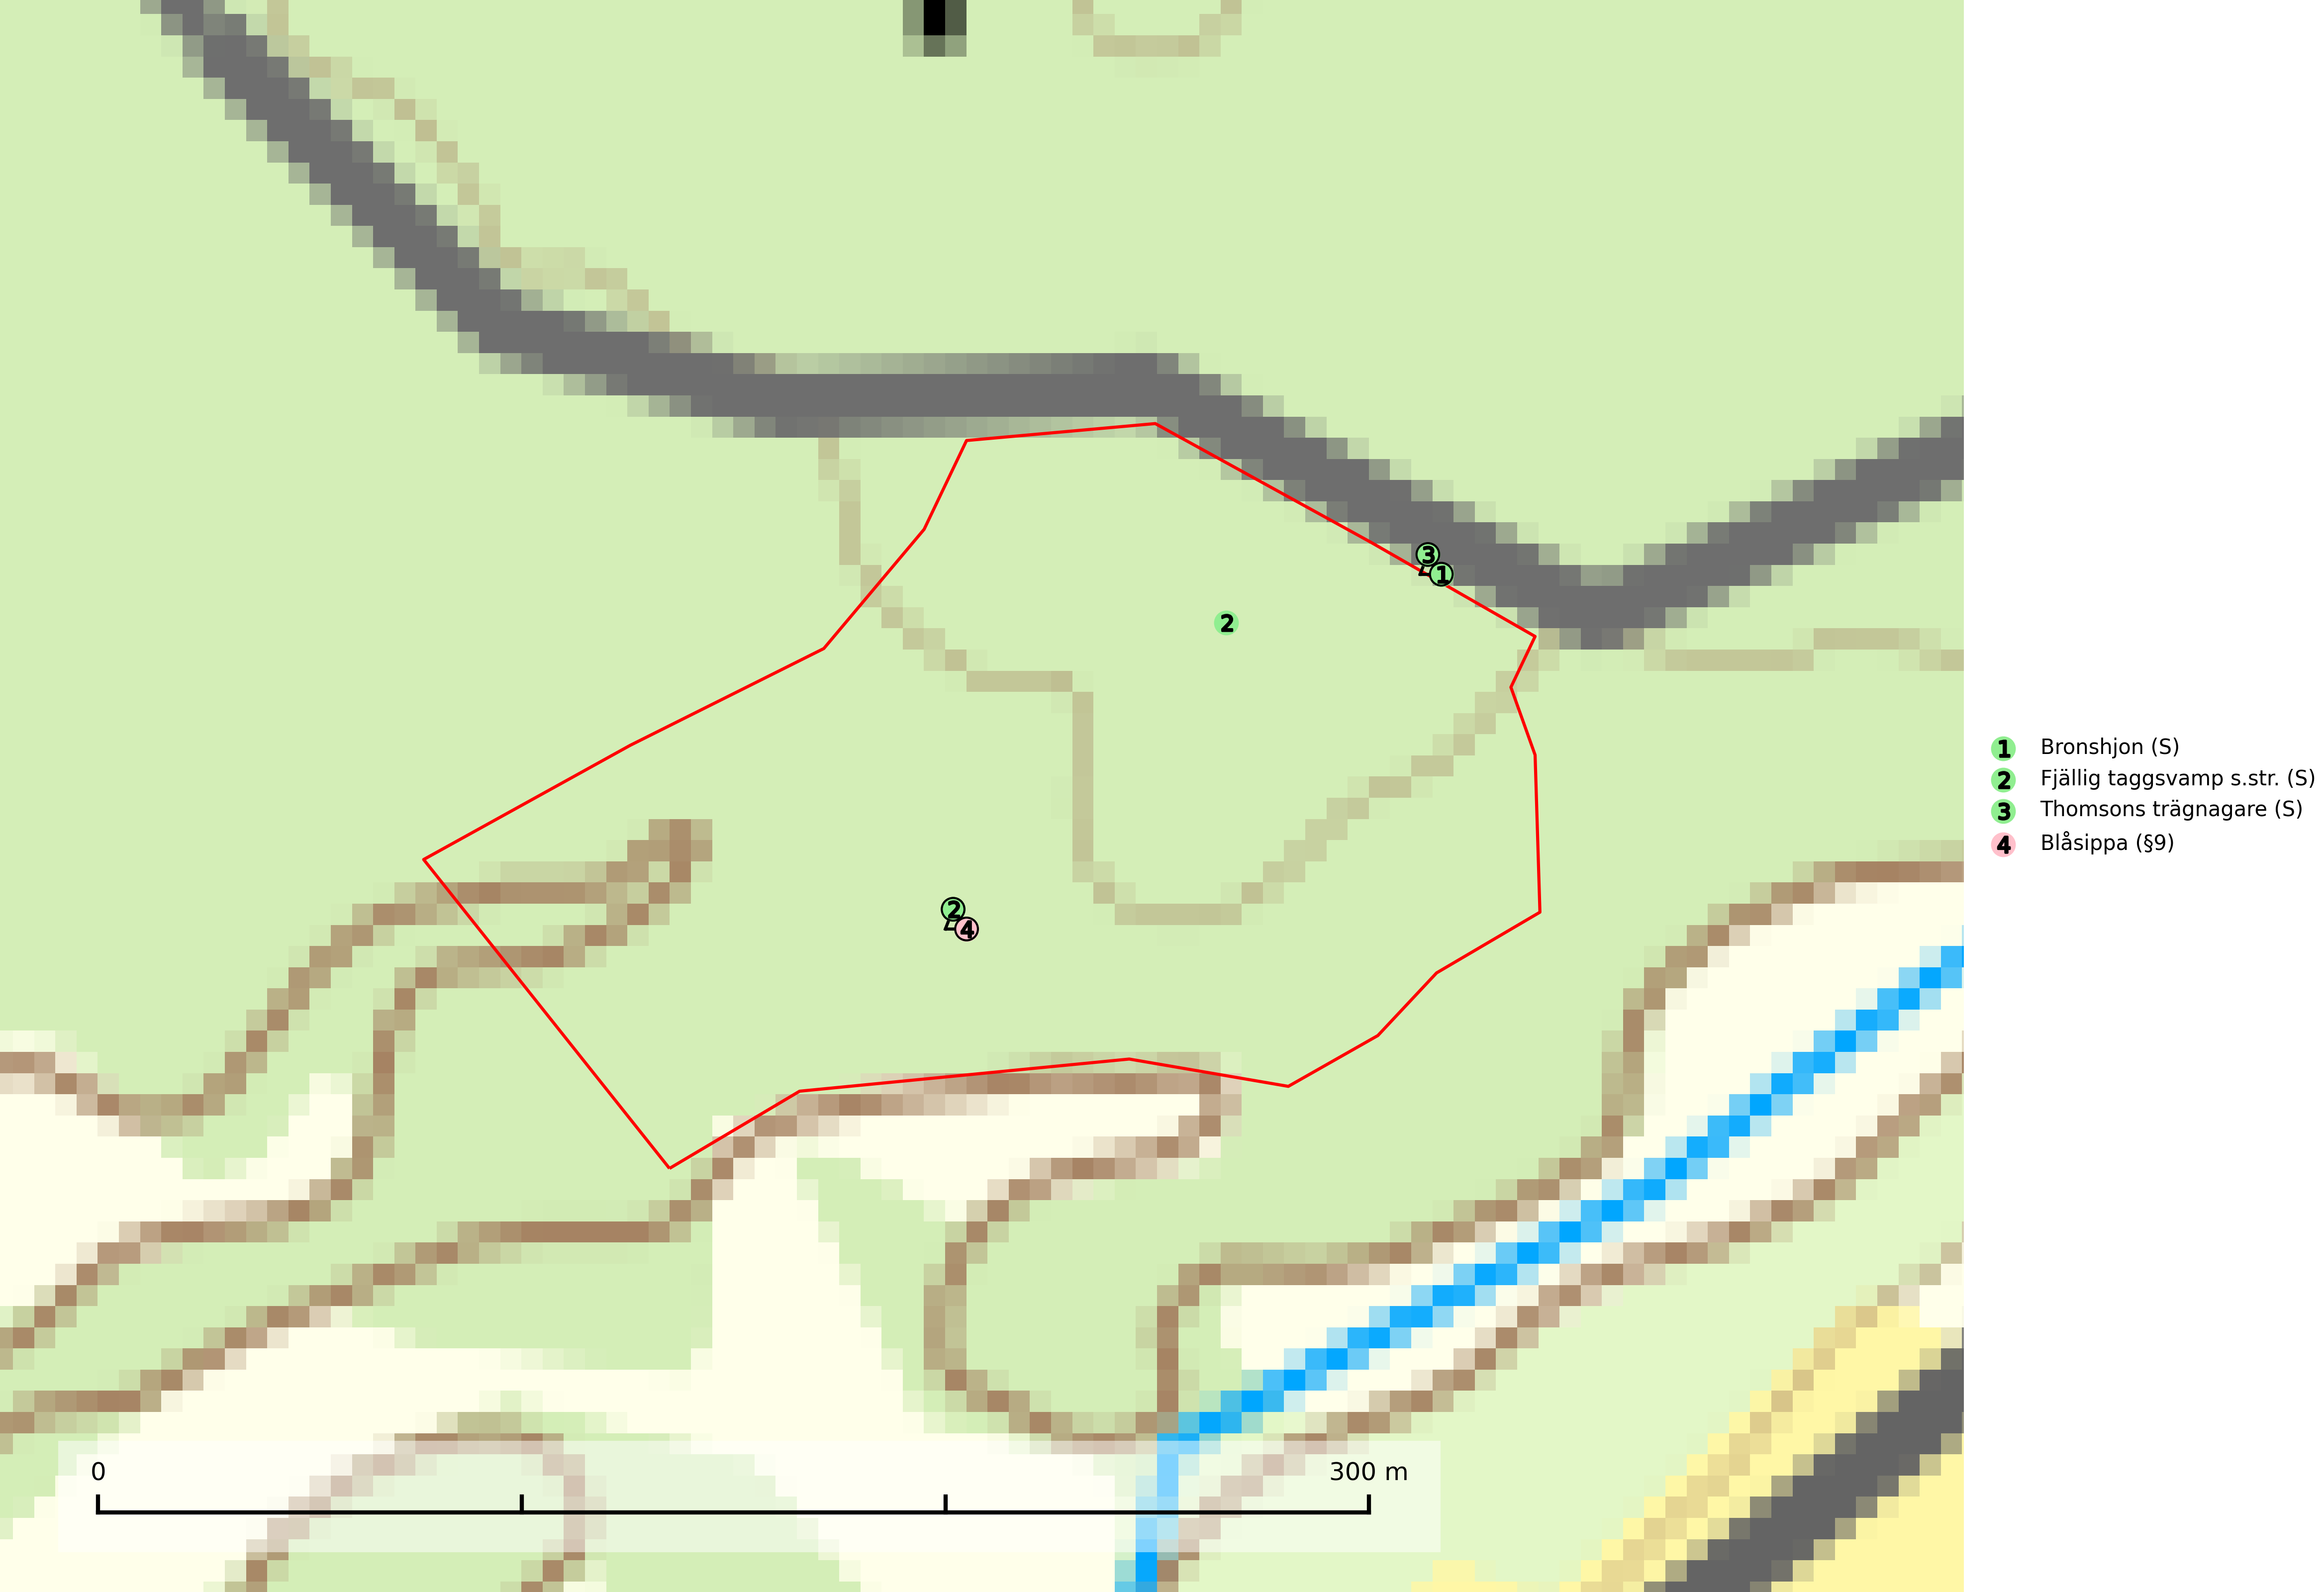 3
1
2
1 Bronshjon (S)
2 Fjällig taggsvamp s.str. (S)
3 Thomsons trägnagare (S)
4 Blåsippa (§9)
2
4
0 300 m